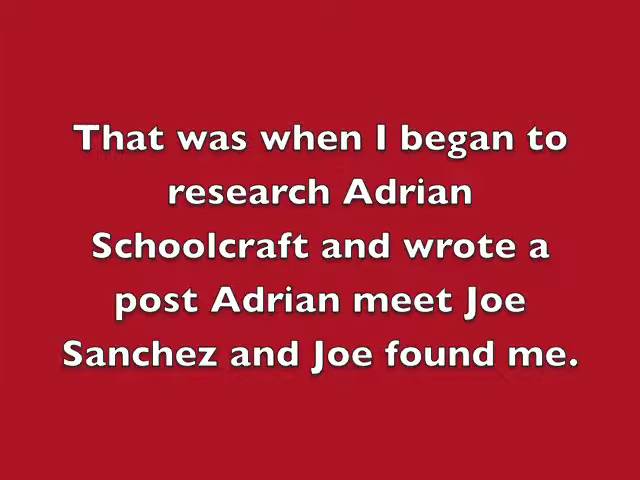 That was when I began to
research Adrian
Schoolcraft and wrote a
post Adrian meet Joe
Sanchez and Joe found me.